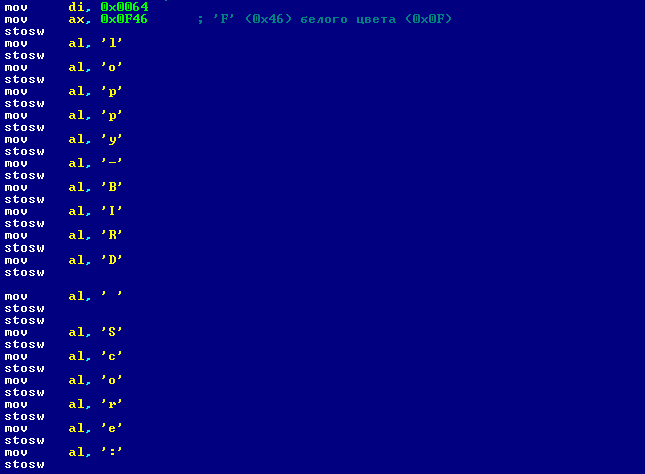 mov     di, 0x0064
mov     ax, 0x0F46      ; 'F' (0x46) белого цвета (0x0F)
stosw
mov     al, 'l'
stosw
mov     al, 'o'
stosw
mov     al, 'p'
stosw
mov     al, 'p'
stosw
mov     al, 'y'
stosw
mov     al, '-'
stosw
mov     al, 'B'
stosw
mov     al, 'I'
stosw
mov     al, 'R'
stosw
mov     al, 'D'
stosw
mov     al, ' '
stosw
stosw
mov     al, 'S'
stosw
mov     al, 'c'
stosw
mov     al, 'o'
stosw
mov     al, 'r'
stosw
mov     al, 'e'
stosw
mov     al, ':'
stosw